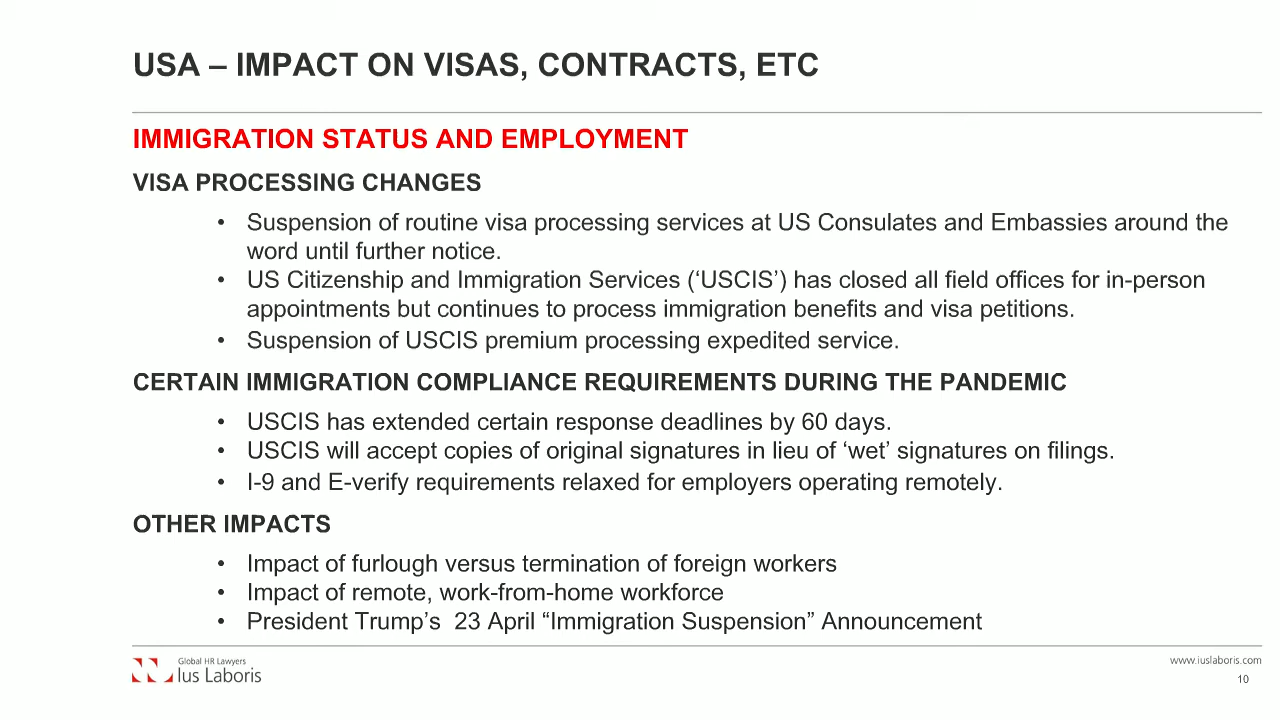 USA – IMPACT ON VISAS, CONTRACTS, ETC
IMMIGRATION STATUS AND EMPLOYMENT
VISA PROCESSING CHANGES
• Suspension of routine visa processing services at US Consulates and Embassies around the
word until further notice.
• US Citizenship and Immigration Services (‘USCIS’) has closed all field offices for in-person
appointments but continues to process immigration benefits and visa petitions.
• Suspension of USCIS premium processing expedited service.
CERTAIN IMMIGRATION COMPLIANCE REQUIREMENTS DURING THE PANDEMIC
• USCIS has extended certain response deadlines by 60 days.
• USCIS will accept copies of original signatures in lieu of ‘wet’ signatures on filings.
• I-9 and E-verify requirements relaxed for employers operating remotely.
OTHER IMPACTS
• Impact of furlough versus termination of foreign workers
• Impact of remote, work-from-home workforce
• President Trump’s  23 April “Immigration Suspension” Announcement
Global HR Lawyers
Ius Laboris
www.iuslaboris.com
10